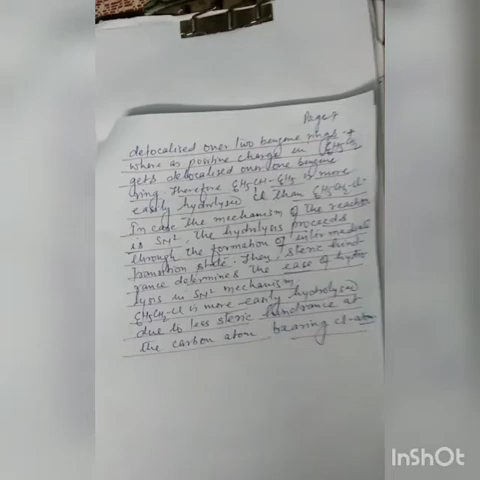 Page 7
delocalised over two benzene rings.
where as positive charge in C6H5CH2+
gets delocalised over one benzene
ring. Therefore C6H5CH-C6H5 is more
easily hydrolysed Cl than C6H5CH2-Cl.
In case the mechanism of the reaction
is SN2, the hydrolysis proceeds
through the formation of intermediate
transition state. Then, steric hind
rance determines the ease of hydro
lysis in SN2 mechanism
C6H5CH2-Cl is more easily hydrolysed
due to less steric hindrance at
the carbon atom bearing Cl-atom
InShOt